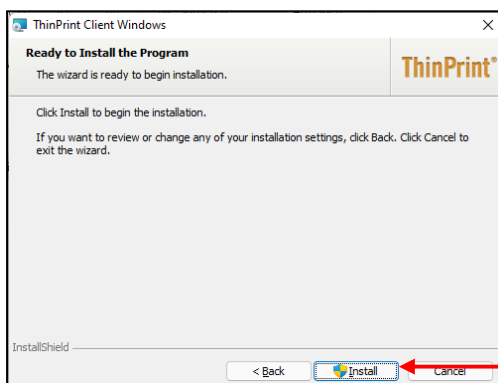 ThinPrint Client Windows
Ready to Install the Program
The wizard is ready to begin installation.
ThinPrint®
Click Install to begin the installation.
If you want to review or change any of your installation settings, click Back. Click Cancel to
exit the wizard.
InstallShield
< Back
Install
Cancel